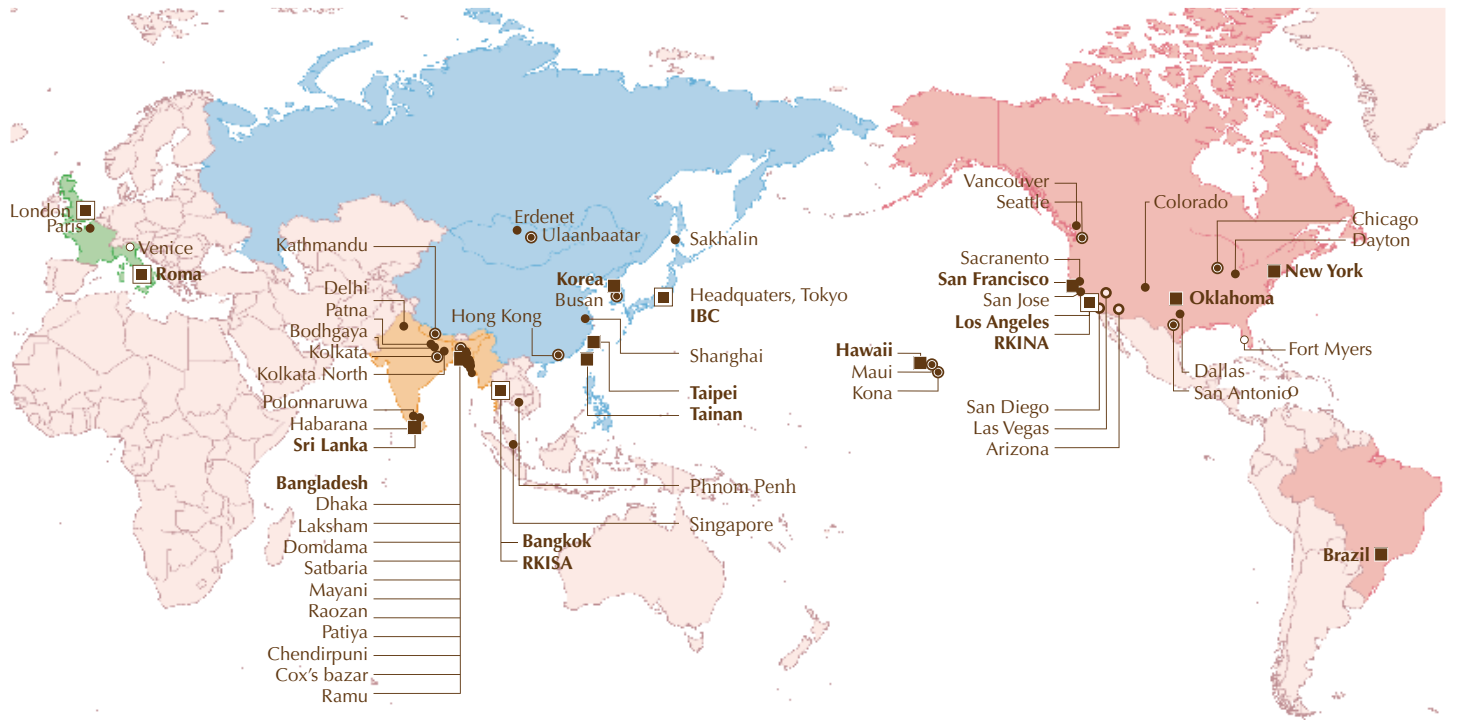 London
Paris
Venice
Roma
Kathmandu
Delhi
Patna
Bodhgaya
Kolkata
Kolkata North
Polonnaruwa
Habarana
Sri Lanka
Bangladesh
Dhaka
Laksham
Domdama
Satbaria
Mayani
Raozan
Patiya
Chendirpuni
Cox's bazar
Ramu
Erdenet
Ulaanbaatar
Sakhalin
Korea
Busan
Hong Kong
Headquaters, Tokyo
IBC
Shanghai
Taipei
Tainan
Phnom Penh
Singapore
Bangkok
RKISA
Hawaii
Maui
Kona
Vancouver
Seattle
Sacranento
San Francisco
San Jose
Los Angeles
RKINA
San Diego
Las Vegas
Arizona
Colorado
Chicago
Dayton
New York
Oklahoma
Fort Myers
Dallas
San Antonio
Brazil